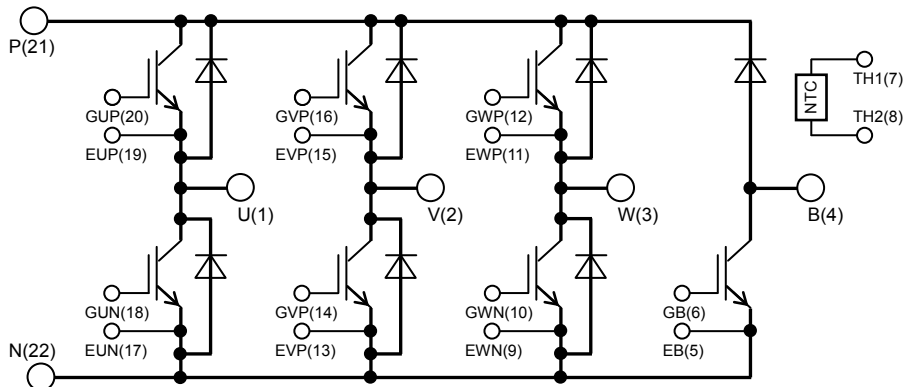 P(21)
GUP(20)
EUP(19)
GVP(16)
EVP(15)
GWP(12)
EWP(11)
NTC
TH1(7)
TH2(8)
U(1)
V(2)
W(3)
B(4)
GUN(18)
EUN(17)
GVP(14)
EVP(13)
GWN(10)
EWN(9)
GB(6)
EB(5)
N(22)